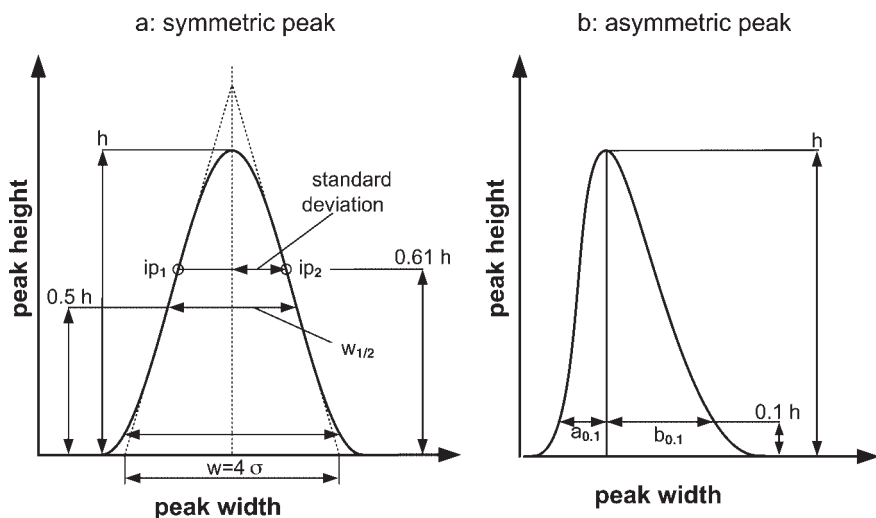 a: symmetric peak
b: asymmetric peak
h
h
standard
deviation
peak height
peak height
ip₁
ip₂
0.61 h
0.5 h
w₁/₂
0.1 h
a₀.₁
b₀.₁
w=4 σ
peak width
peak width